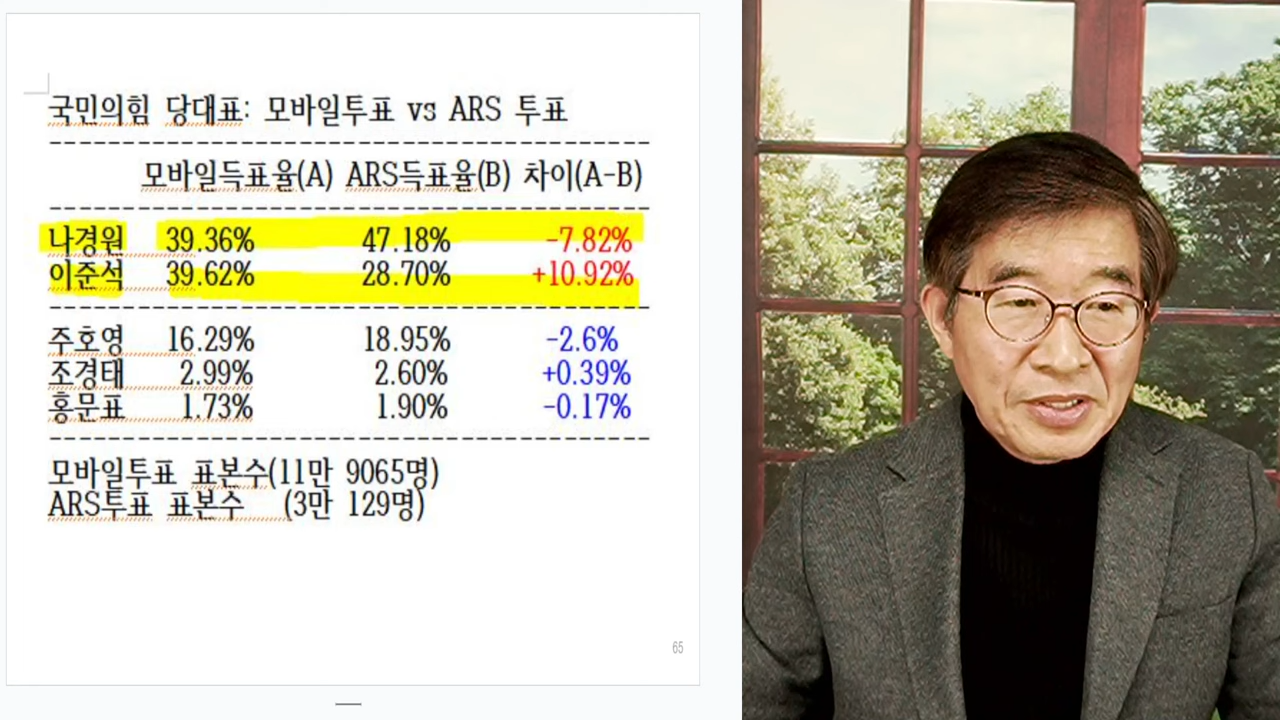 국민의힘 당대표: 모바일투표 vs ARS 투표
모바일득표율(A) ARS득표율(B) 차이(A-B)
나경원 39.36% 47.18% -7.82%
이준석 39.62% 28.70% +10.92%
주호영 16.29% 18.95% -2.6%
조경태 2.99% 2.60% +0.39%
홍문표 1.73% 1.90% -0.17%
모바일투표 표본수(11만 9065명)
ARS투표 표본수 (3만 129명)
65